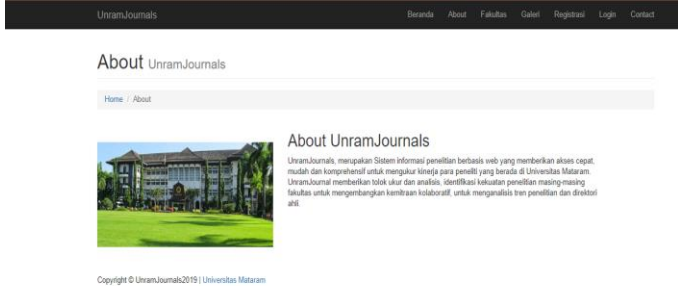 UnramJournals Beranda About Fakultas Galeri Registrasi Login Contact
About UnramJournals
Home / About
About UnramJournals
UnramJournals, merupakan Sistem informasi penelitian berbasis web yang memberikan akses cepat,
mudah dan komprehensif untuk mengukur kinerja para peneliti yang berada di Universitas Mataram.
UnramJournal memberikan tolok ukur dan analisis, identifikasi kekuatan penelitian masing-masing
fakultas untuk mengembangkan kemitraan kolaboratif, untuk menganalisis tren penelitian dan direktori
ahli.
Copyright © UnramJournals2019 | Universitas Mataram